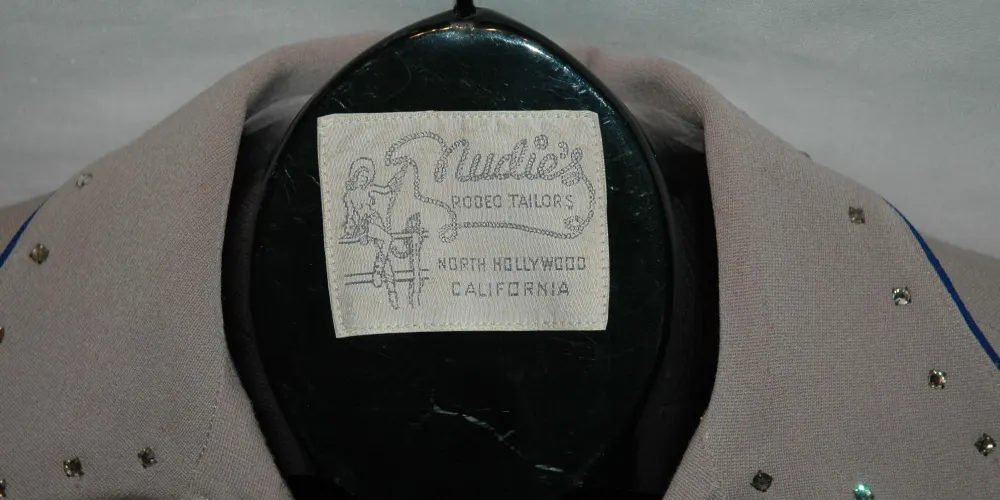 Nudie's
RODEO TAILORS
NORTH HOLLYWOOD
CALIFORNIA